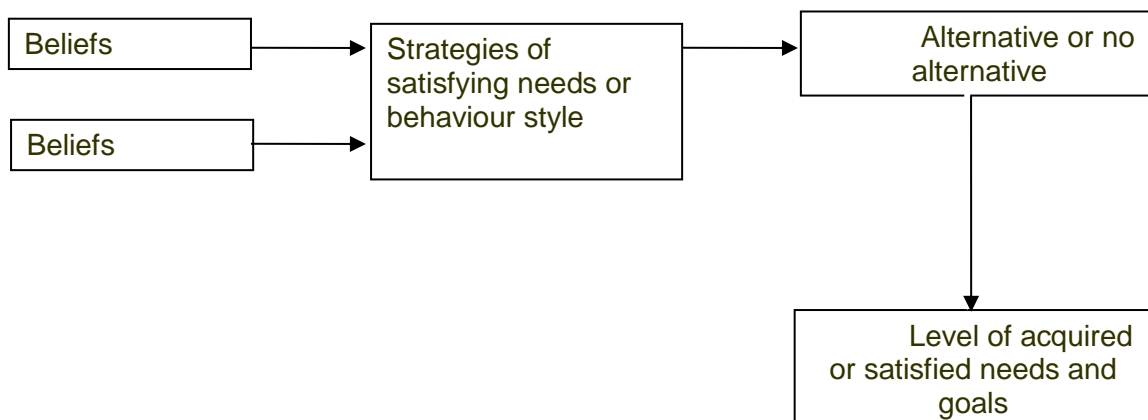 Beliefs
Strategies of
satisfying needs or
behaviour style
Alternative or no
alternative
Beliefs
Level of acquired
or satisfied needs and
goals